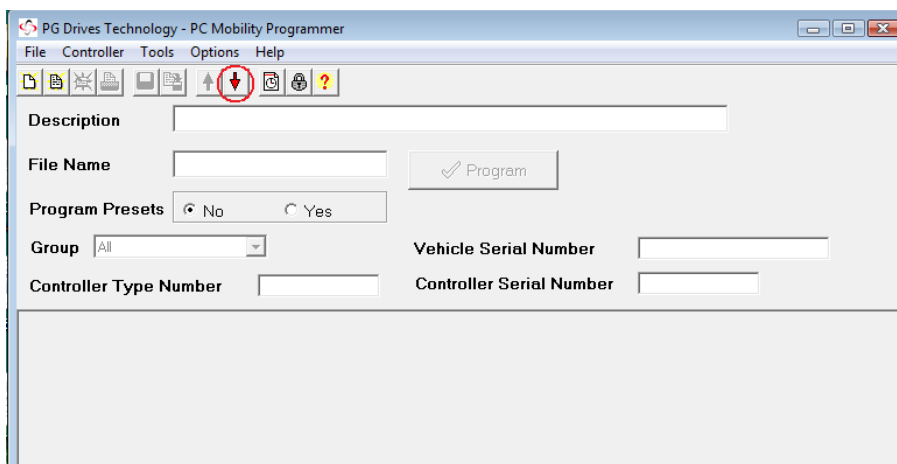 PG Drives Technology - PC Mobility Programmer
File Controller Tools Options Help
Description
File Name
Program
Program Presets No Yes
Group All
Vehicle Serial Number
Controller Type Number
Controller Serial Number